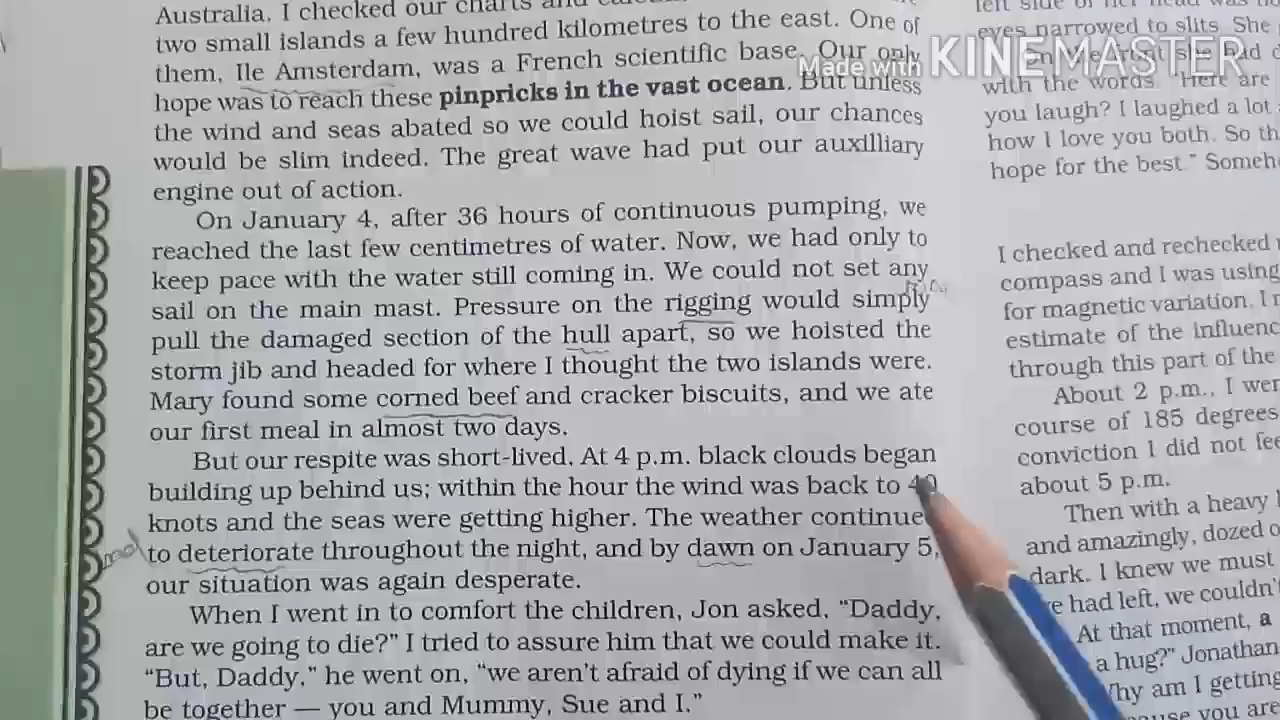 Australia, I checked our charts and
two small islands a few hundred kilometres to the east. One of
them, Ile Amsterdam, was a French scientific base. Our only
hope was to reach these pinpricks in the vast ocean. But unless
the wind and seas abated so we could hoist sail, our chances
would be slim indeed. The great wave had put our auxilliary
engine out of action.
On January 4, after 36 hours of continuous pumping, we
reached the last few centimetres of water. Now, we had only to
keep pace with the water still coming in. We could not set any
sail on the main mast. Pressure on the rigging would simply
pull the damaged section of the hull apart, so we hoisted the
storm jib and headed for where I thought the two islands were.
Mary found some corned beef and cracker biscuits, and we ate
our first meal in almost two days.
But our respite was short-lived. At 4 p.m. black clouds began
building up behind us; within the hour the wind was back to 40
knots and the seas were getting higher. The weather continue
to deteriorate throughout the night, and by dawn on January 5,
our situation was again desperate.
When I went in to comfort the children, Jon asked, “Daddy,
are we going to die?” I tried to assure him that we could make it.
“But, Daddy,” he went on, “we aren’t afraid of dying if we can all
be together — you and Mummy, Sue and I.”
Made with KINEMASTER
left side of her head was
eyes narrowed to slits. She
she had
with the words “Here are
you laugh? I laughed a lot
how I love you both. So th
hope for the best.” Someh
I checked and rechecked
compass and I was using
for magnetic variation. I
estimate of the influenc
through this part of the
About 2 p.m., I wer
course of 185 degrees
conviction I did not fee
about 5 p.m.
Then with a heavy
and amazingly, dozed o
dark. I knew we must
had left, we couldn’
At that moment, a
a hug?” Jonathan
Why am I getting
you are